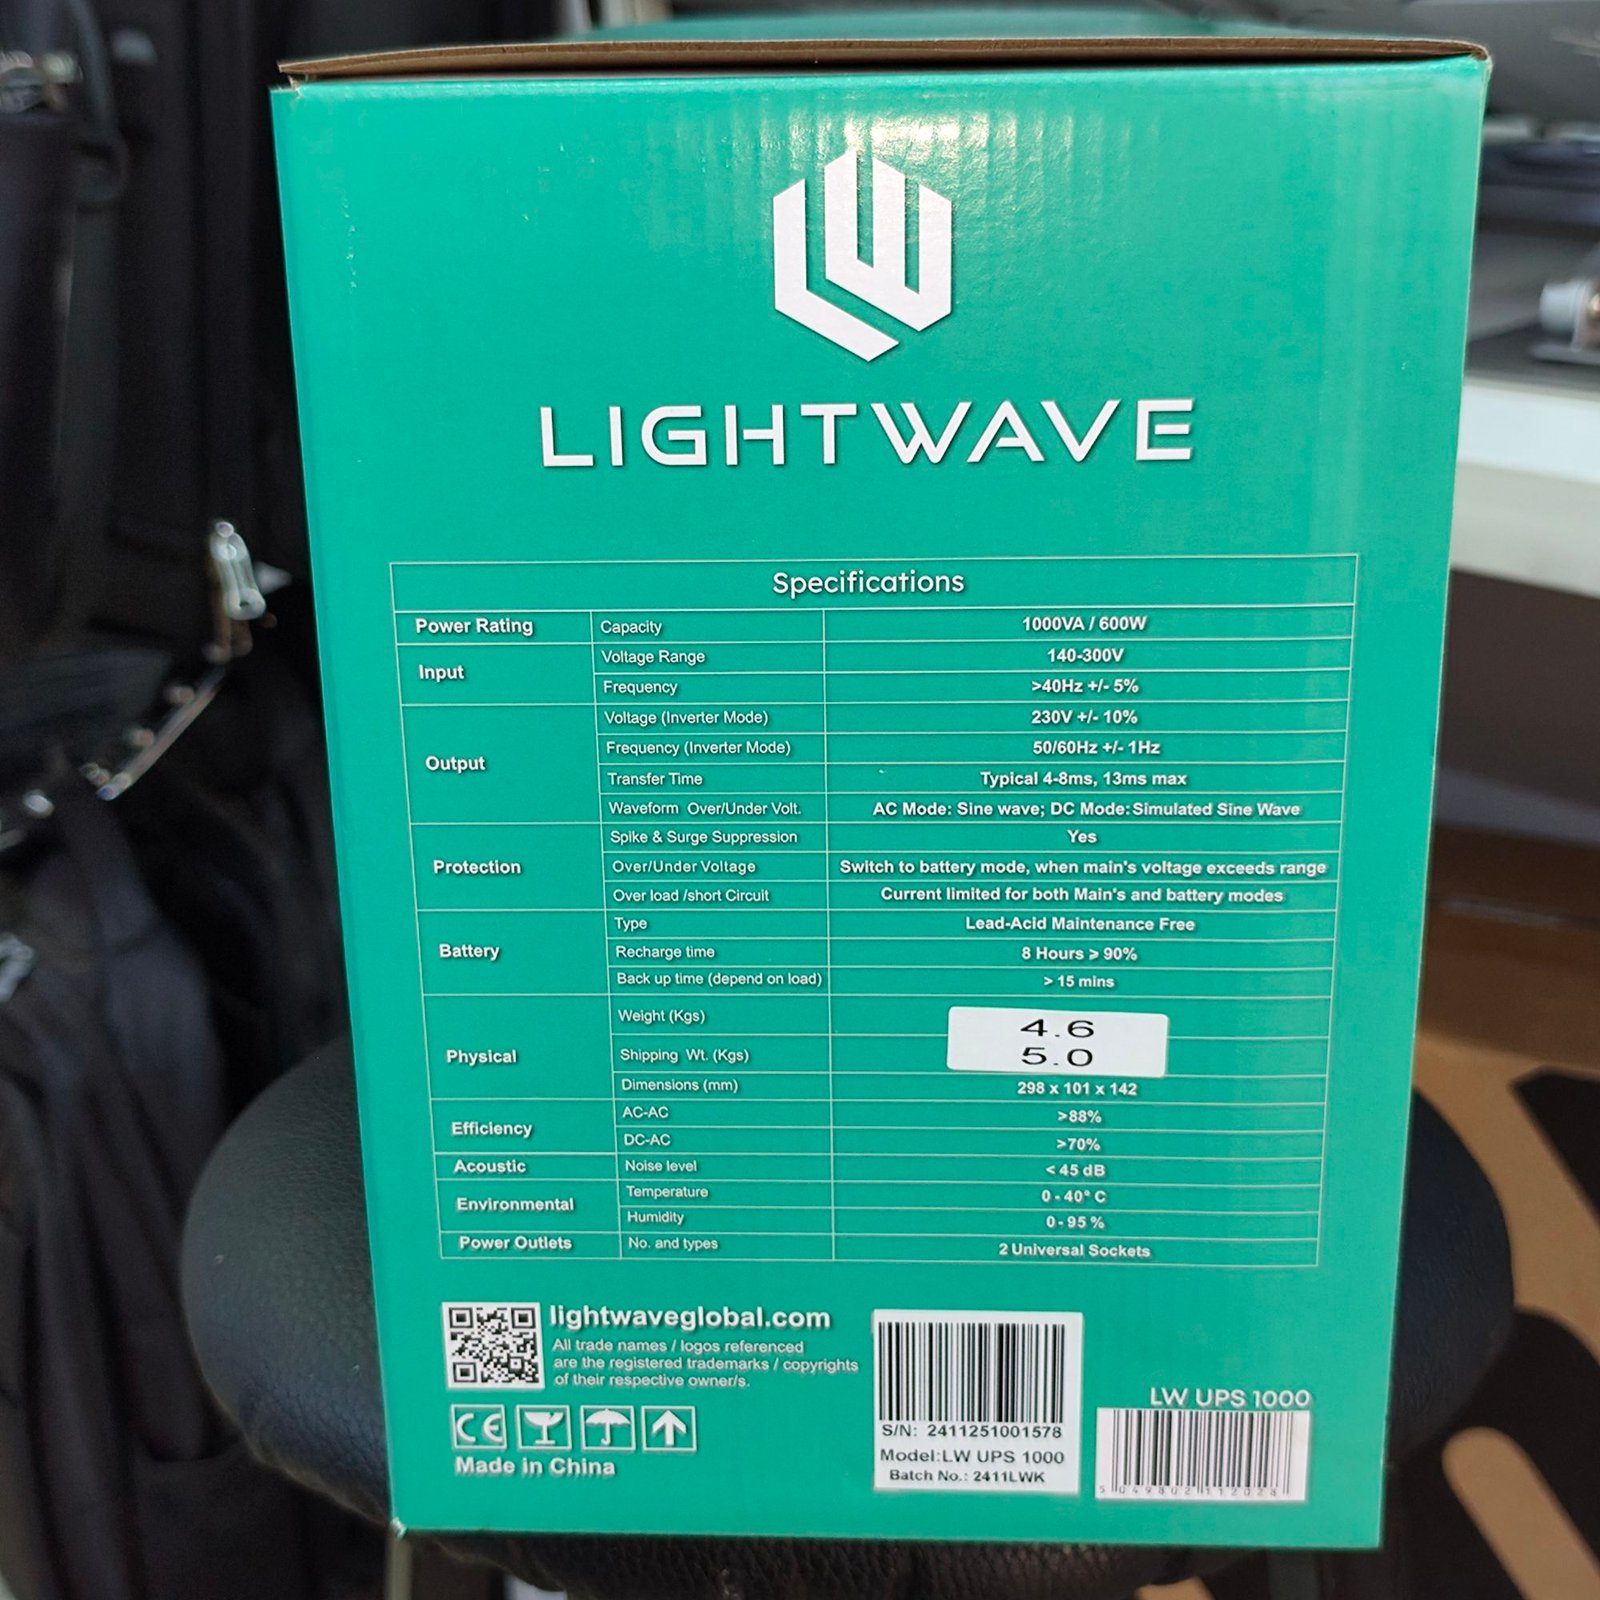 LIGHTWAVE
Specifications
Power Rating Capacity 1000VA / 600W
Input Voltage Range 140-300V
Frequency >40Hz +/- 5%
Output Voltage (Inverter Mode) 230V +/- 10%
Frequency (Inverter Mode) 50/60Hz +/- 1Hz
Transfer Time Typical 4-8ms, 13ms max
Waveform Over/Under Volt. AC Mode: Sine wave; DC Mode: Simulated Sine Wave
Protection Spike & Surge Suppression Yes
Over/Under Voltage Switch to battery mode, when main's voltage exceeds range
Over load /short Circuit Current limited for both Main's and battery modes
Battery Type Lead-Acid Maintenance Free
Recharge time 8 Hours > 90%
Back up time (depend on load) > 15 mins
Physical Weight (Kgs) 4.6
Shipping Wt. (Kgs) 5.0
Dimensions (mm) 298 x 101 x 142
Efficiency AC-AC >88%
DC-AC >70%
Acoustic Noise level < 45 dB
Environmental Temperature 0 - 40° C
Humidity 0 - 95 %
Power Outlets No. and types 2 Universal Sockets
lightwaveglobal.com
All trade names / logos referenced
are the registered trademarks / copyrights
of their respective owner/s.
CE
Made in China
S/N: 2411251001578
Model:LW UPS 1000
Batch No.: 2411LWK
LW UPS 1000
5049802112028